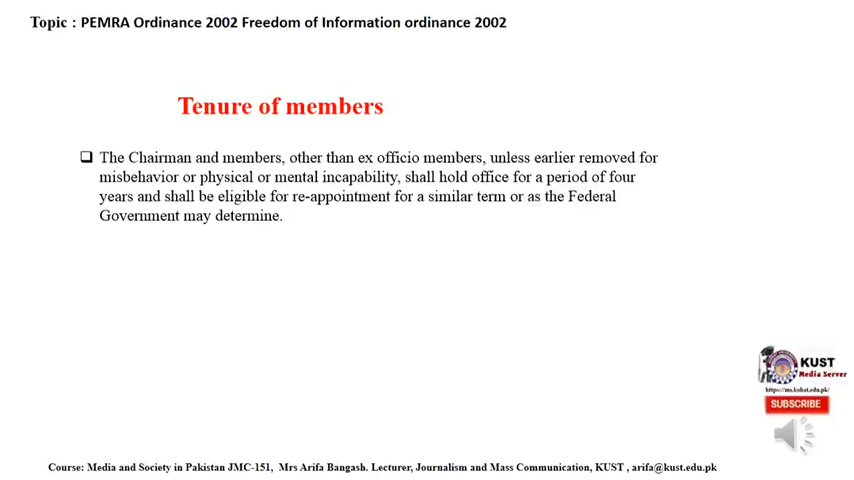 Topic : PEMRA Ordinance 2002 Freedom of Information ordinance 2002
Tenure of members
The Chairman and members, other than ex officio members, unless earlier removed for
misbehavior or physical or mental incapability, shall hold office for a period of four
years and shall be eligible for re-appointment for a similar term or as the Federal
Government may determine.
KUST
Media Server
https://ms.kohat.edu.pk/
SUBSCRIBE
Course: Media and Society in Pakistan JMC-151, Mrs Arifa Bangash. Lecturer, Journalism and Mass Communication, KUST , arifa@kust.edu.pk